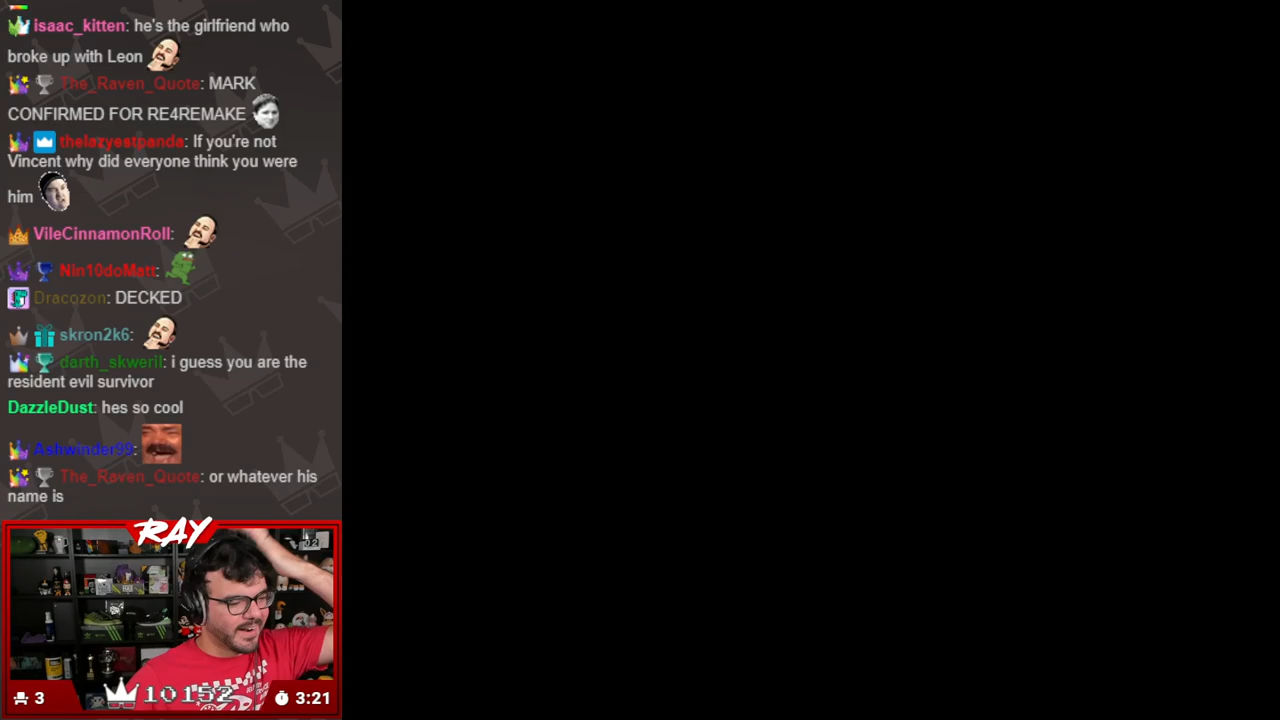 isaac_kitten: he's the girlfriend who
broke up with Leon
The_Raven_Quote: MARK
CONFIRMED FOR RE4REMAKE
thelazyestpanda: If you're not
Vincent why did everyone think you were
him
VileCinnamonRoll:
Nin10doMatt:
Dracozon: DECKED
skron2k6:
darth_skweril: i guess you are the
resident evil survivor
DazzleDust: hes so cool
Ashwinder99:
The_Raven_Quote: or whatever his
name is
RAY
3
10152
3:21